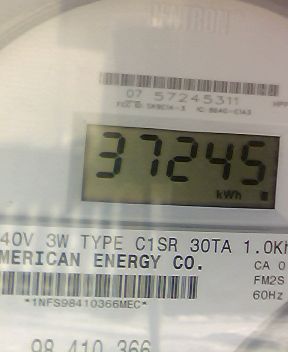 07 57245311
37245
kWh
40V 3W TYPE C1SR 30TA 1.0Kh
MERICAN ENERGY CO.
CA 0
FM2S
60Hz
*1NFS98410366MEC*
98 410 366